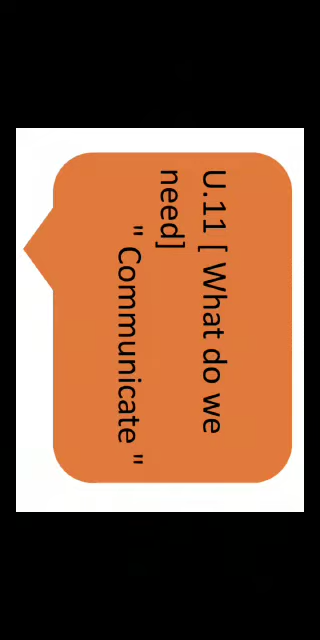 U.11 [ What do we
need]
" Communicate "